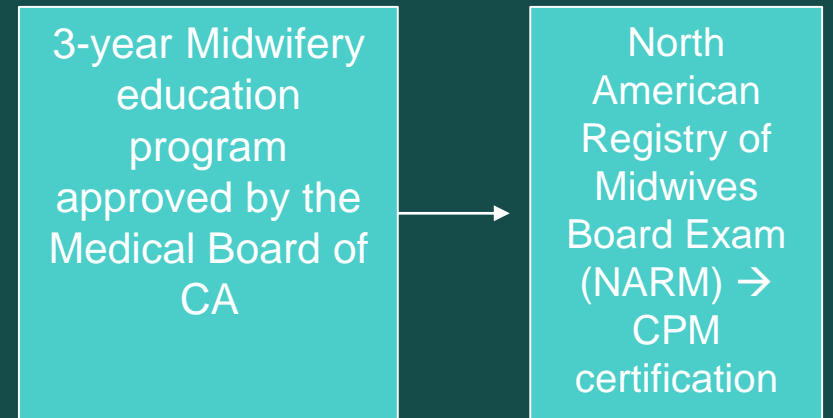 3-year Midwifery
education
program
approved by the
Medical Board of
CA
North
American
Registry of
Midwives
Board Exam
(NARM) →
CPM
certification